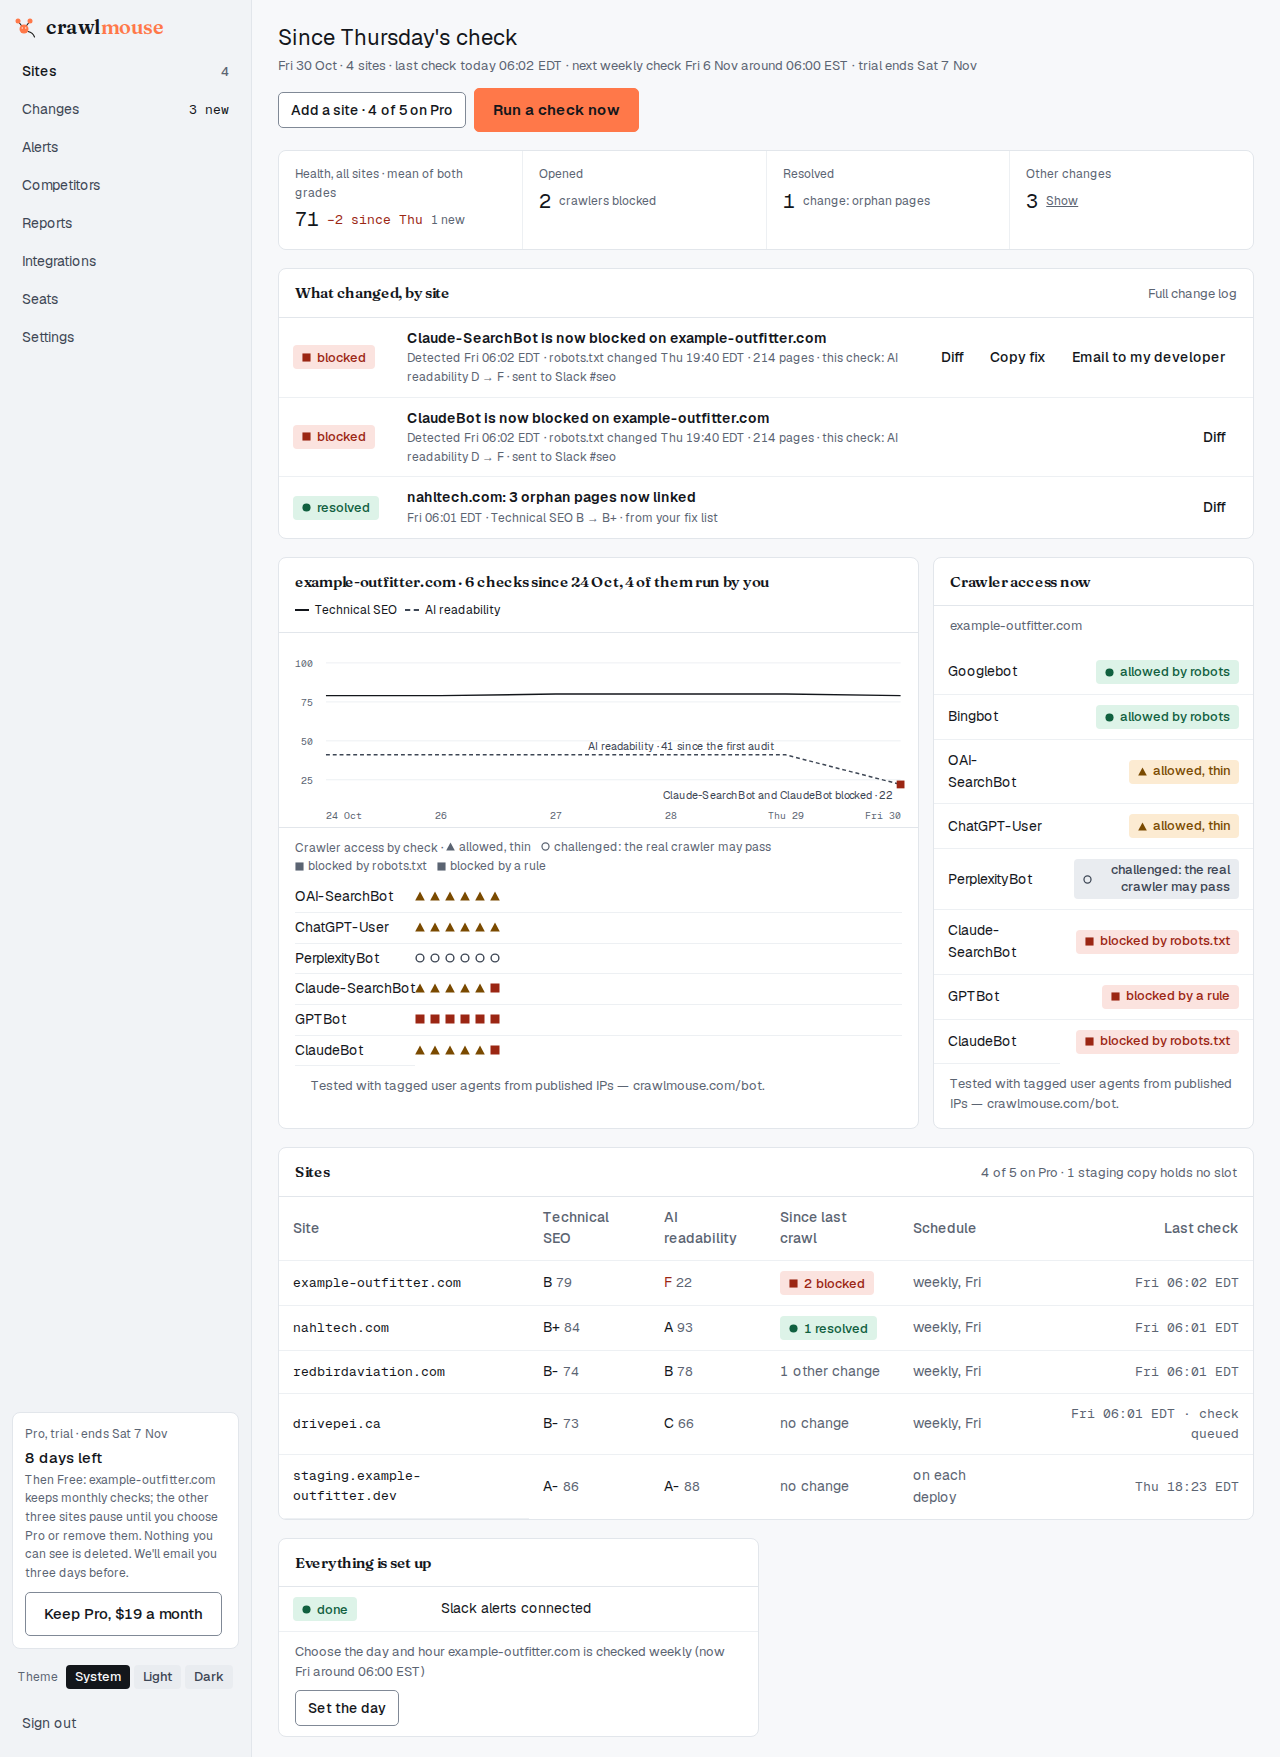 crawlmouse
Sites 4
Changes 3 new
Alerts
Competitors
Reports
Integrations
Seats
Settings
Pro, trial · ends Sat 7 Nov
8 days left
Then Free: example-outfitter.com
keeps monthly checks; the other
three sites pause until you choose
Pro or remove them. Nothing you
can see is deleted. We'll email you
three days before.
Keep Pro, $19 a month
Theme System Light Dark
Sign out
Since Thursday's check
Fri 30 Oct · 4 sites · last check today 06:02 EDT · next weekly check Fri 6 Nov around 06:00 EST · trial ends Sat 7 Nov
Add a site · 4 of 5 on Pro
Run a check now
Health, all sites · mean of both
grades
71 −2 since Thu 1 new
Opened
2 crawlers blocked
Resolved
1 change: orphan pages
Other changes
3 Show
What changed, by site
Full change log
blocked
Claude-SearchBot is now blocked on example-outfitter.com
Detected Fri 06:02 EDT · robots.txt changed Thu 19:40 EDT · 214 pages · this check: AI
readability D → F · sent to Slack #seo
Diff Copy fix Email to my developer
blocked
ClaudeBot is now blocked on example-outfitter.com
Detected Fri 06:02 EDT · robots.txt changed Thu 19:40 EDT · 214 pages · this check: AI
readability D → F · sent to Slack #seo
Diff
resolved
nahltech.com: 3 orphan pages now linked
Fri 06:01 EDT · Technical SEO B → B+ · from your fix list
Diff
example-outfitter.com · 6 checks since 24 Oct, 4 of them run by you
Technical SEO AI readability
100
75
50
25
AI readability · 41 since the first audit
Claude-SearchBot and ClaudeBot blocked · 22
24 Oct 26 27 28 Thu 29 Fri 30
Crawler access by check · ▲ allowed, thin ○ challenged: the real crawler may pass
■ blocked by robots.txt ■ blocked by a rule
OAI-SearchBot
ChatGPT-User
PerplexityBot
Claude-SearchBot
GPTBot
ClaudeBot
Tested with tagged user agents from published IPs — crawlmouse.com/bot.
Crawler access now
example-outfitter.com
Googlebot allowed by robots
Bingbot allowed by robots
OAI-
SearchBot
allowed, thin
ChatGPT-User allowed, thin
PerplexityBot
challenged: the real
crawler may pass
Claude-
SearchBot
blocked by robots.txt
GPTBot blocked by a rule
ClaudeBot blocked by robots.txt
Tested with tagged user agents from published
IPs — crawlmouse.com/bot.
Sites
4 of 5 on Pro · 1 staging copy holds no slot
Site
Technical
SEO
AI
readability
Since last
crawl
Schedule
Last check
example-outfitter.com B 79 F 22 2 blocked weekly, Fri Fri 06:02 EDT
nahltech.com B+ 84 A 93 1 resolved weekly, Fri Fri 06:01 EDT
redbirdaviation.com B- 74 B 78 1 other change weekly, Fri Fri 06:01 EDT
drivepei.ca B- 73 C 66 no change weekly, Fri
Fri 06:01 EDT · check
queued
staging.example-
outfitter.dev
A- 86 A- 88 no change
on each
deploy
Thu 18:23 EDT
Everything is set up
done Slack alerts connected
Choose the day and hour example-outfitter.com is checked weekly (now
Fri around 06:00 EST)
Set the day